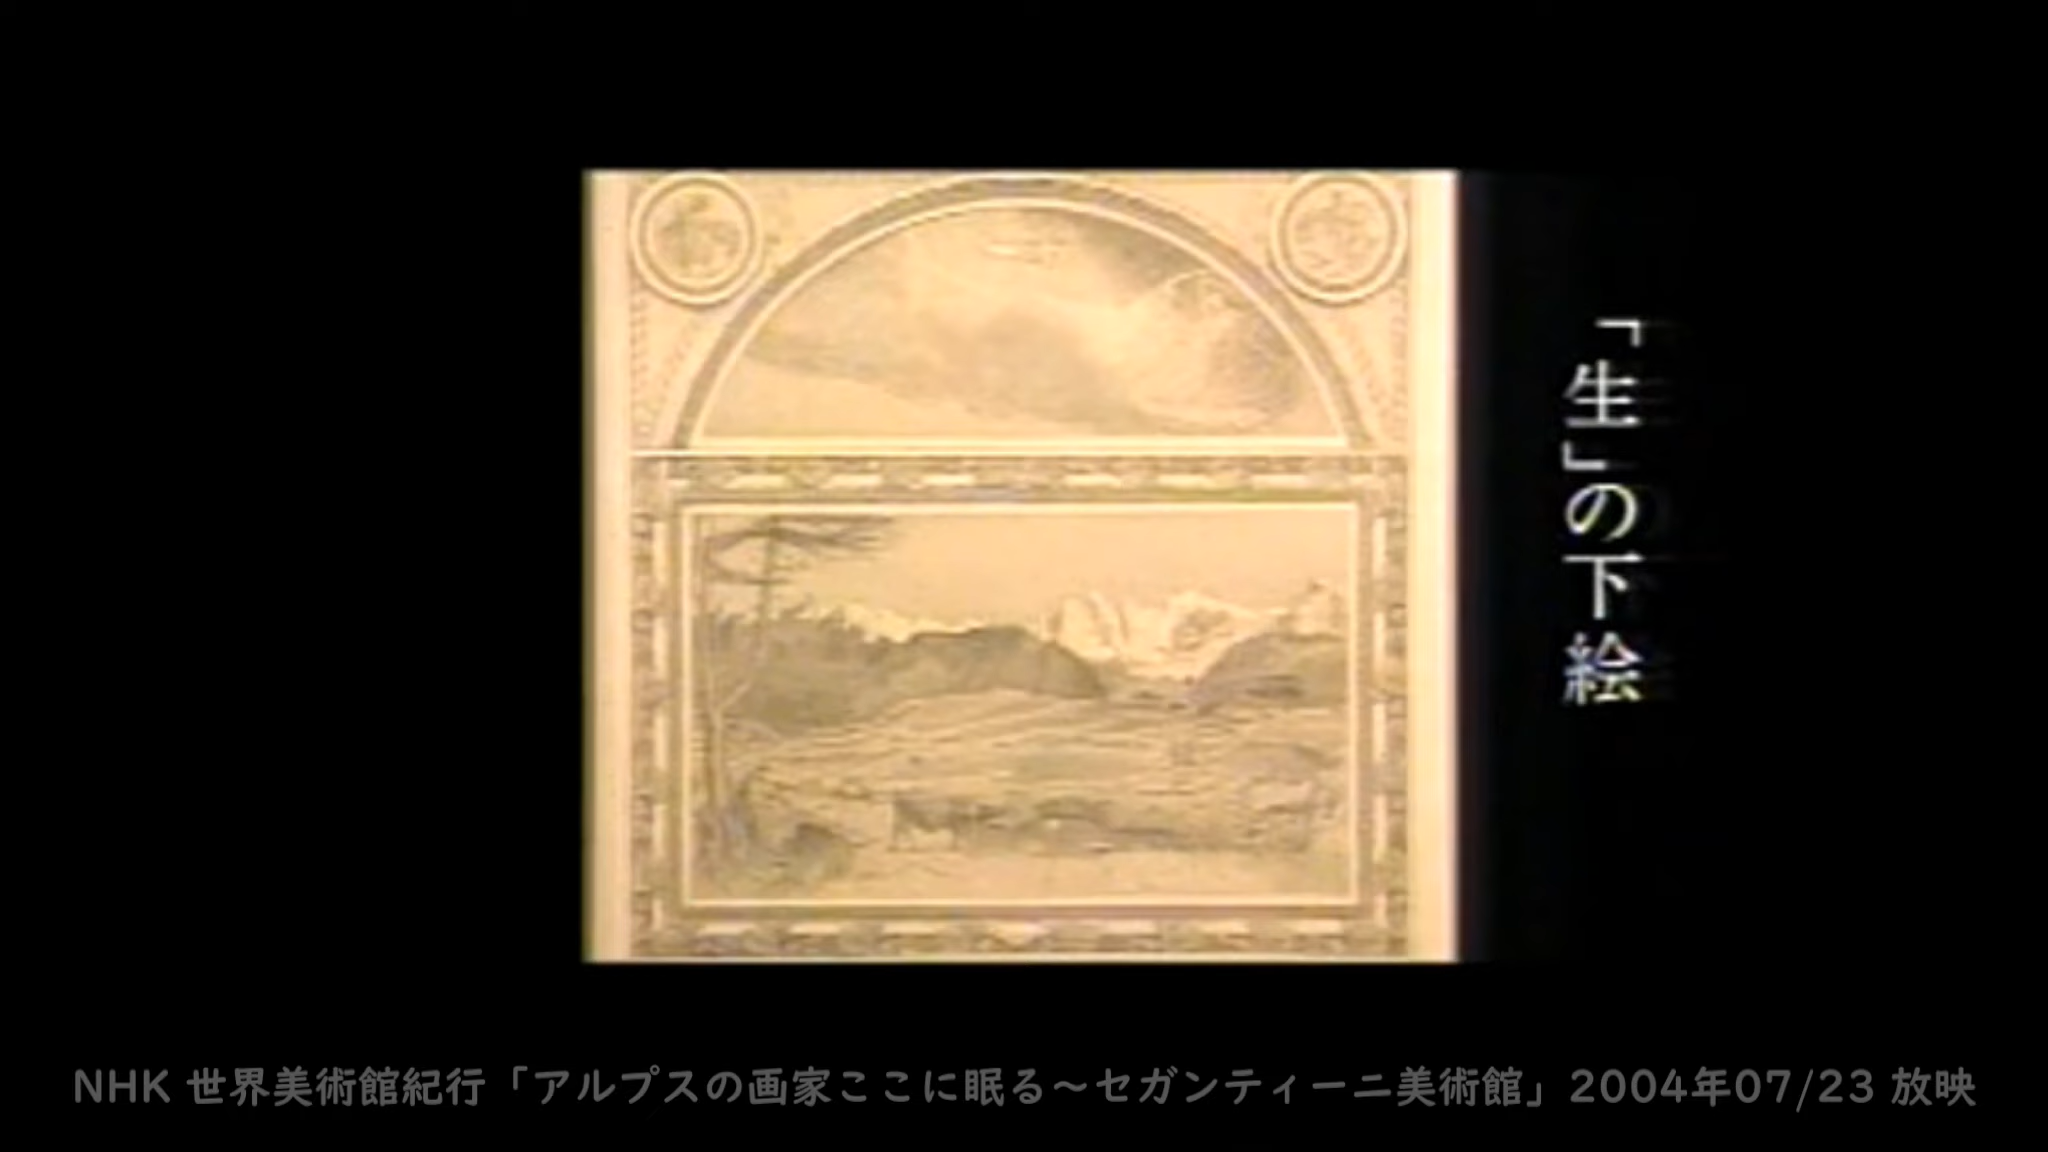 「生」の下絵
NHK 世界美術館紀行「アルプスの画家ここに眠る～セガンティーニ美術館」2004年07/23 放映